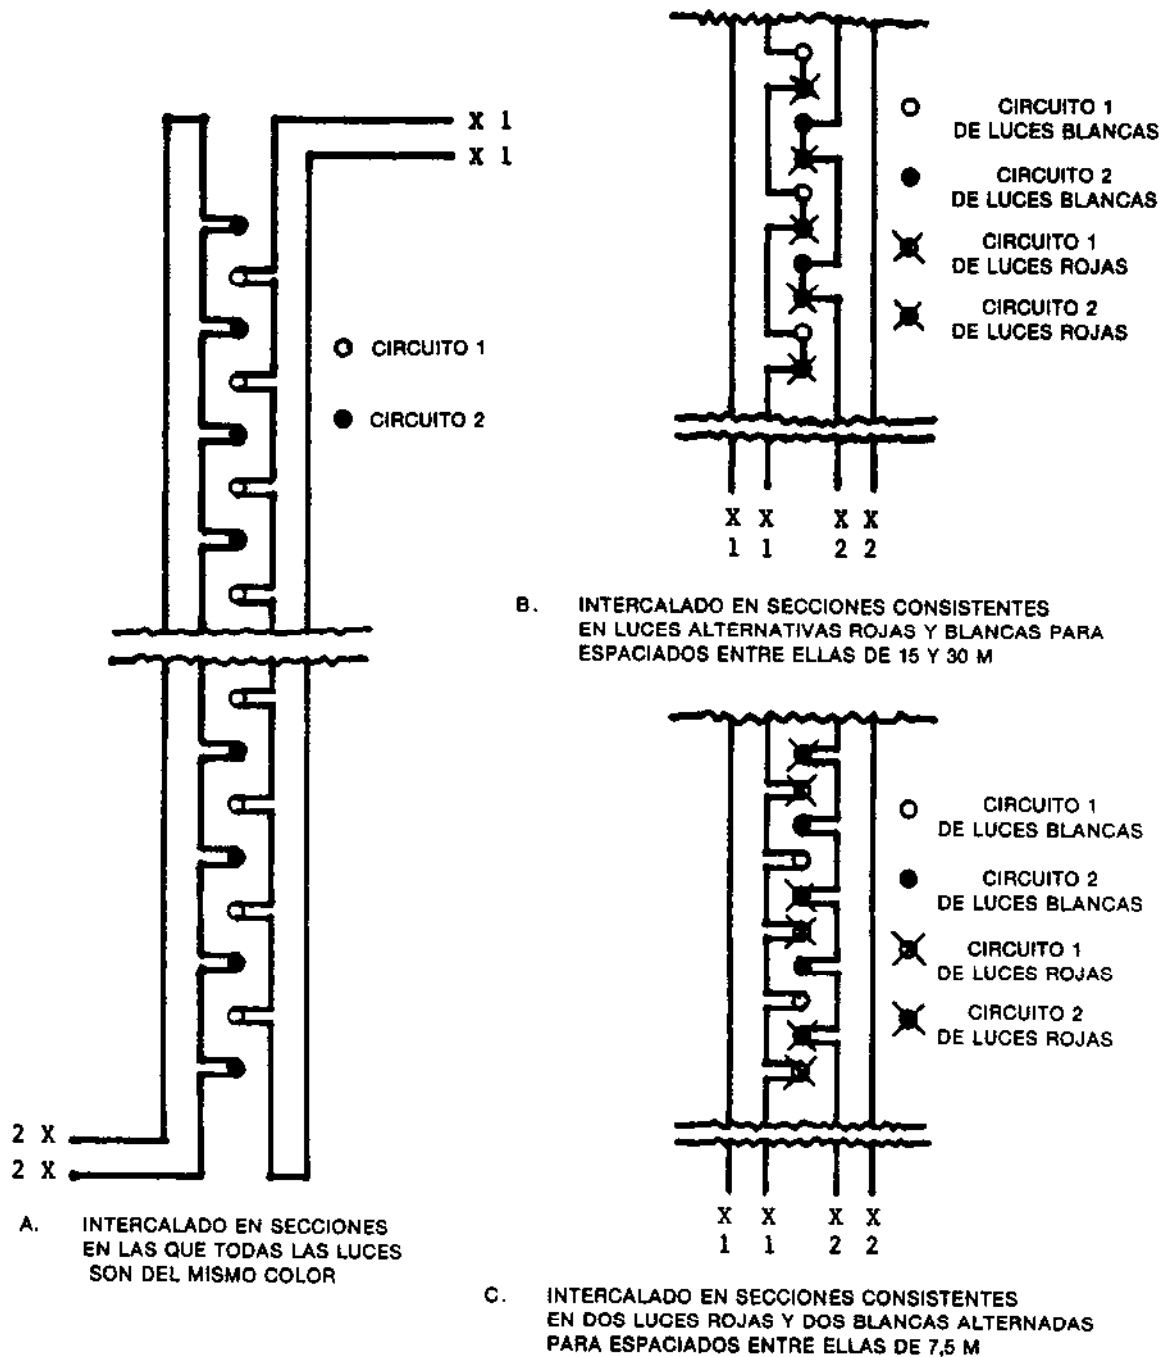 X 1
X 1
CIRCUITO 1
CIRCUITO 2
2 X
2 X
A. INTERCALADO EN SECCIONES
EN LAS QUE TODAS LAS LUCES
SON DEL MISMO COLOR
CIRCUITO 1
DE LUCES BLANCAS
CIRCUITO 2
DE LUCES BLANCAS
CIRCUITO 1
DE LUCES ROJAS
CIRCUITO 2
DE LUCES ROJAS
X X X X
1 1 2 2
B. INTERCALADO EN SECCIONES CONSISTENTES
EN LUCES ALTERNATIVAS ROJAS Y BLANCAS PARA
ESPACIADOS ENTRE ELLAS DE 15 Y 30 M
CIRCUITO 1
DE LUCES BLANCAS
CIRCUITO 2
DE LUCES BLANCAS
CIRCUITO 1
DE LUCES ROJAS
CIRCUITO 2
DE LUCES ROJAS
X X X X
1 1 2 2
C. INTERCALADO EN SECCIONES CONSISTENTES
EN DOS LUCES ROJAS Y DOS BLANCAS ALTERNADAS
PARA ESPACIADOS ENTRE ELLAS DE 7,5 M